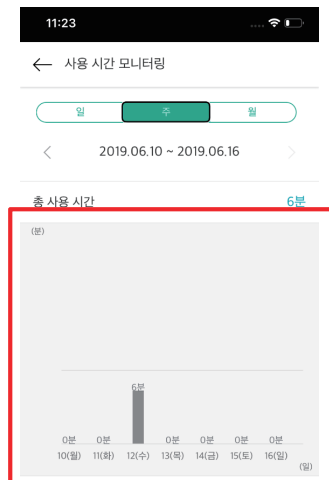 11:23
사용 시간 모니터링
일 주 월
2019.06.10 ~ 2019.06.16
총 사용 시간 6분
(분)
6분
0분 0분 0분 0분 0분 0분
10(월) 11(화) 12(수) 13(목) 14(금) 15(토) 16(일)
(일)